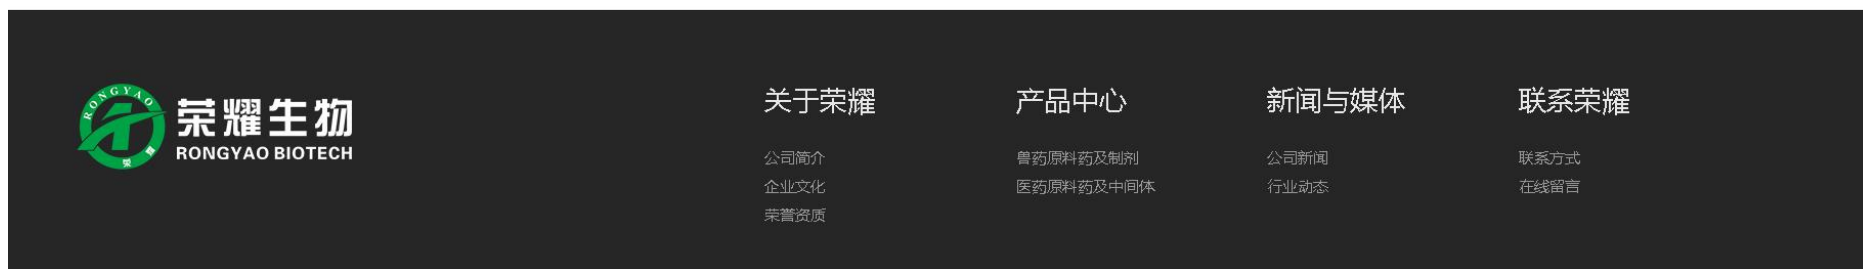 RONGYAO
荣耀
荣耀生物
RONGYAO BIOTECH
关于荣耀
公司简介
企业文化
荣誉资质
产品中心
兽药原料药及制剂
医药原料药及中间体
新闻与媒体
公司新闻
行业动态
联系荣耀
联系方式
在线留言